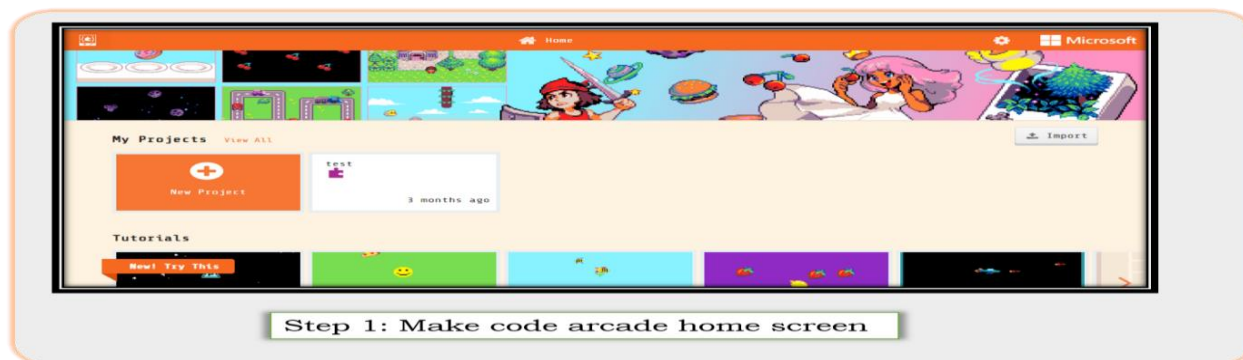 Home
Microsoft
My Projects View All
Import
New Project
test
3 months ago
Tutorials
New! Try This
Step 1: Make code arcade home screen